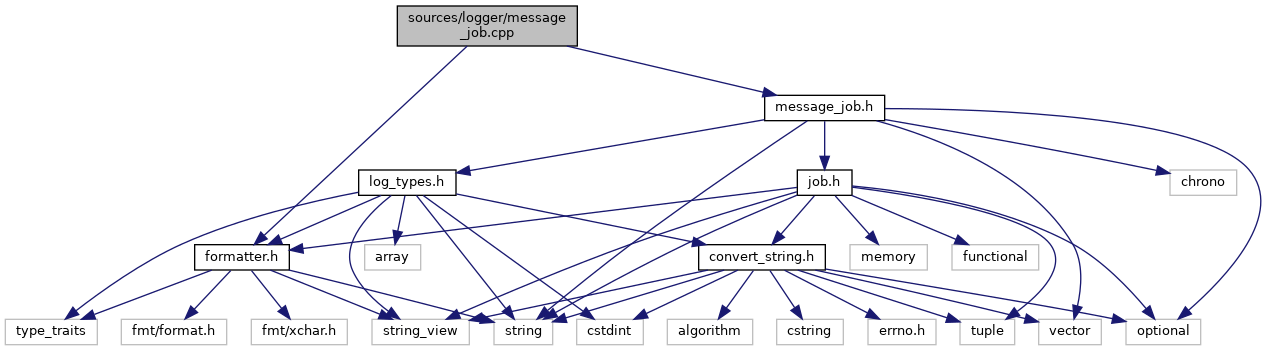 sources/logger/message
_job.cpp
message_job.h
log_types.h
job.h
chrono
formatter.h
array
convert_string.h
memory
functional
type_traits
fmt/format.h
fmt/xchar.h
string_view
string
cstdint
algorithm
cstring
errno.h
tuple
vector
optional